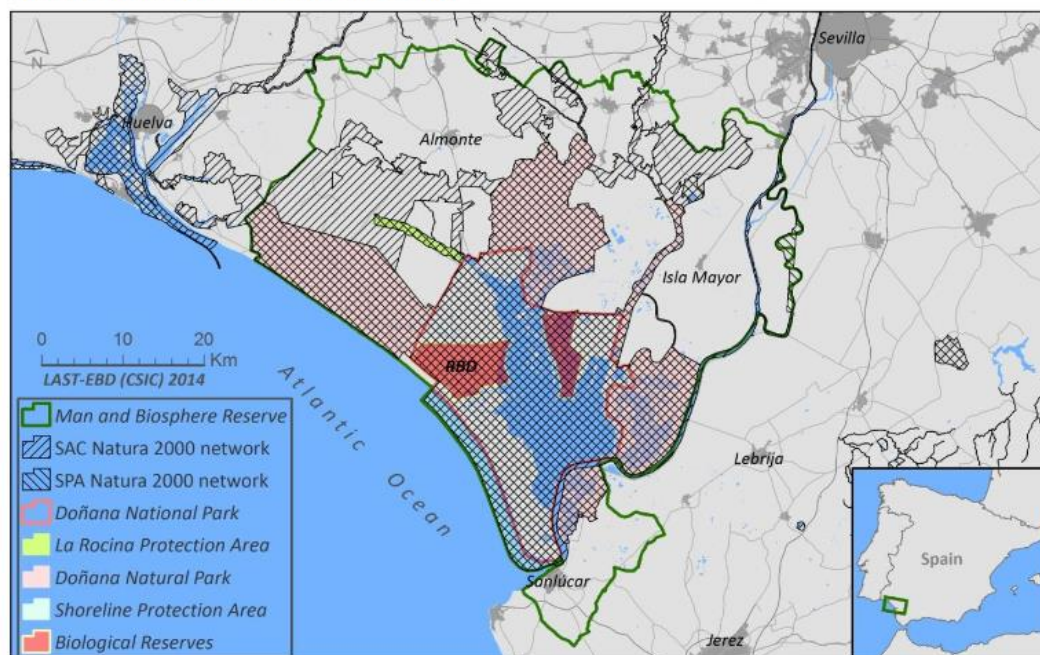 N
Sevilla
Huelva
Almonte
Isla Mayor
RBD
0 10 20
Km
LAST-EBD (CSIC) 2014
Atlantic Ocean
Lebrija
Sanlúcar
Jerez
Man and Biosphere Reserve
SAC Natura 2000 network
SPA Natura 2000 network
Doñana National Park
La Rocina Protection Area
Doñana Natural Park
Shoreline Protection Area
Biological Reserves
Spain